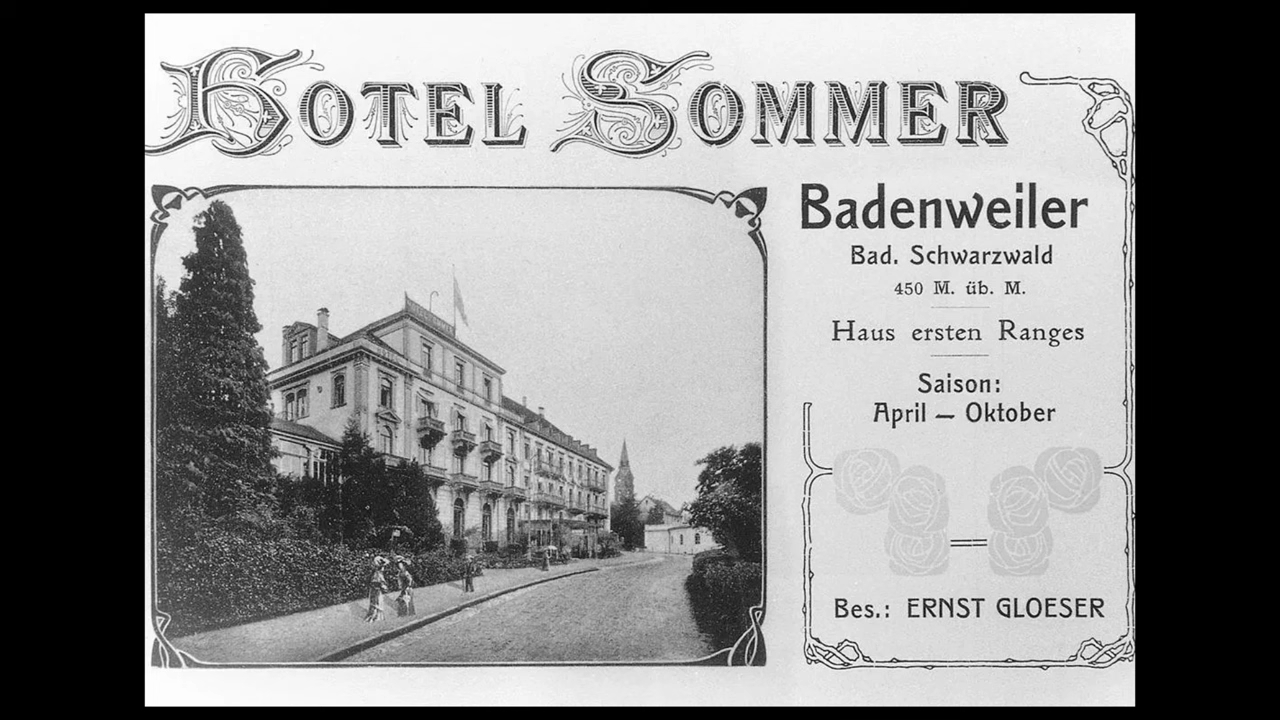 HOTEL SOMMER
Badenweiler
Bad. Schwarzwald
450 M. üb. M.
Haus ersten Ranges
Saison:
April — Oktober
Bes.: ERNST GLOESER